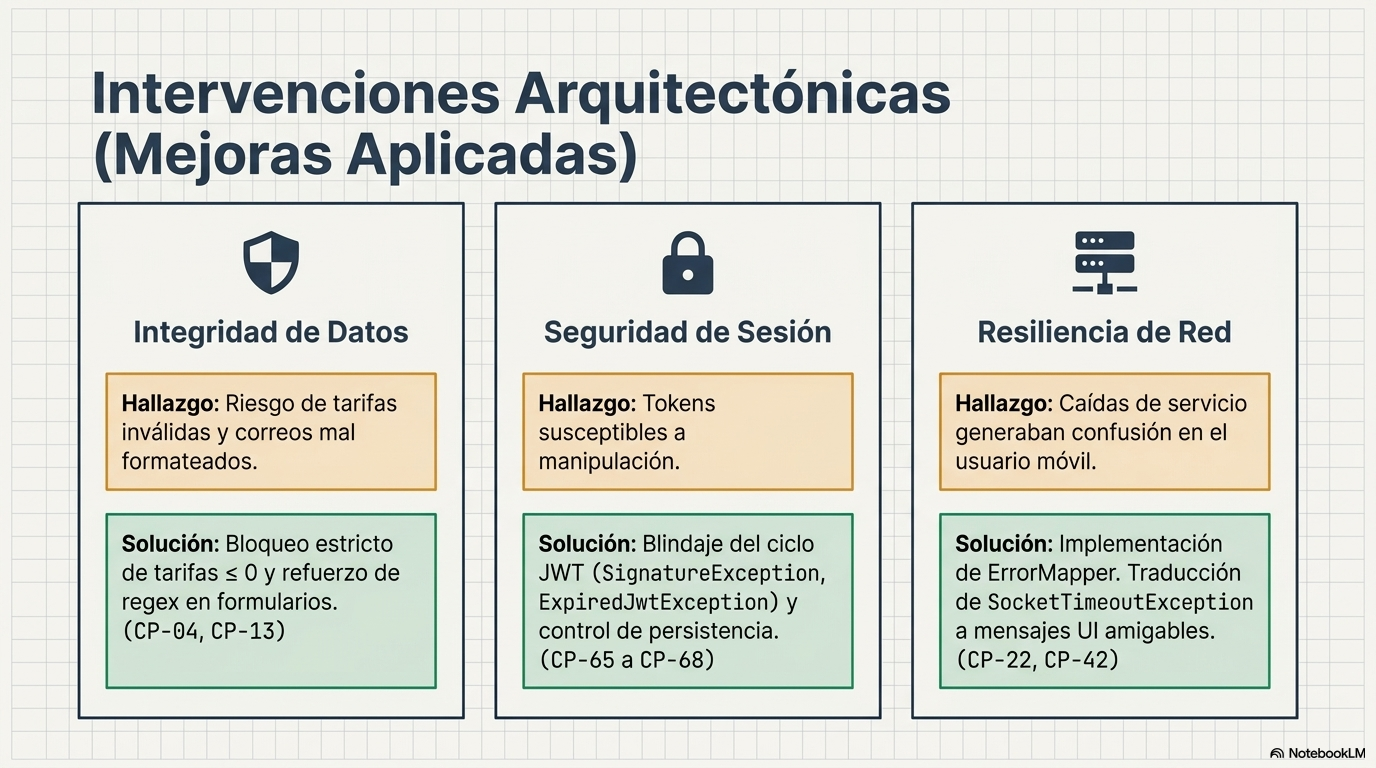 Intervenciones Arquitectónicas
(Mejoras Aplicadas)
Integridad de Datos
Hallazgo: Riesgo de tarifas
inválidas y correos mal
formateados.
Solución: Bloqueo estricto
de tarifas ≤ 0 y refuerzo de
regex en formularios.
(CP-04, CP-13)
Seguridad de Sesión
Hallazgo: Tokens
susceptibles a
manipulación.
Solución: Blindaje del ciclo
JWT (SignatureException,
ExpiredJwtException) y
control de persistencia.
(CP-65 a CP-68)
Resiliencia de Red
Hallazgo: Caídas de servicio
generaban confusión en el
usuario móvil.
Solución: Implementación
de ErrorMapper. Traducción
de SocketTimeoutException
a mensajes UI amigables.
(CP-22, CP-42)
NotebookLM